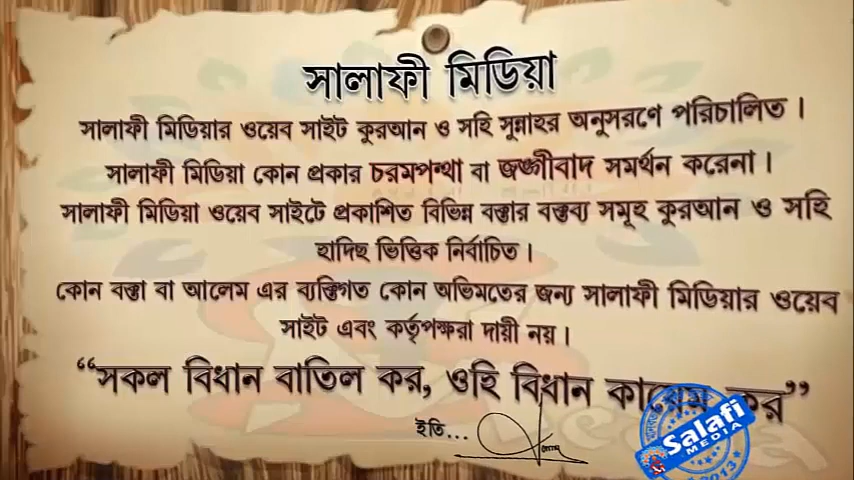 সালাফী মিডিয়া
সালাফী মিডিয়ার ওয়েব সাইট কুরআন ও সহি সুন্নাহর অনুসরণে পরিচালিত ।
সালাফী মিডিয়া কোন প্রকার চরমপন্থা বা জঙ্গীবাদ সমর্থন করেনা ।
সালাফী মিডিয়া ওয়েব সাইটে প্রকাশিত বিভিন্ন বক্তার বক্তব্য সমূহ কুরআন ও সহি
হাদিছ ভিত্তিক নির্বাচিত ।
কোন বক্তা বা আলেম এর ব্যক্তিগত কোন অভিমতের জন্য সালাফী মিডিয়ার ওয়েব
সাইট এবং কর্তৃপক্ষরা দায়ী নয় ।
“সকল বিধান বাতিল কর, ওহি বিধান কায়েম কর”
ইতি...
Salafi
MEDIA
2013